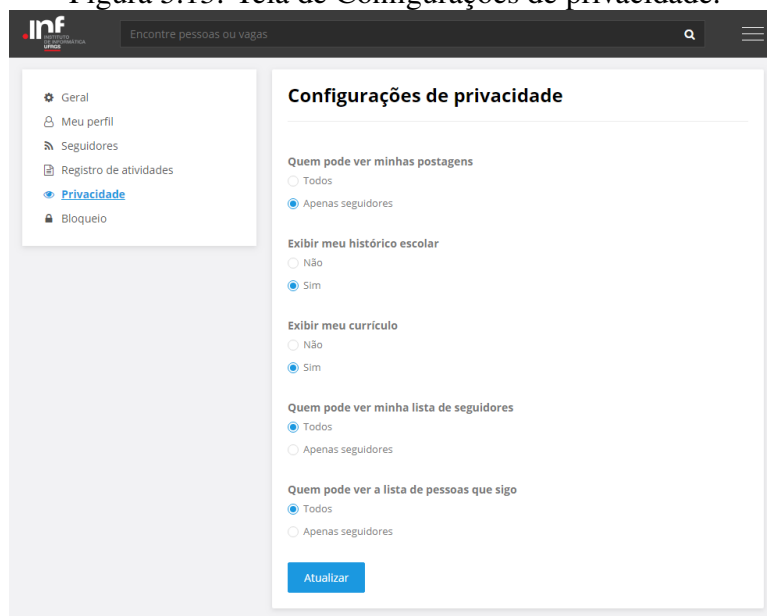 Figura 5.15: Tela de Configurações de privacidade.
.inf
INSTITUTO
DE INFORMÁTICA
UFRGS
Encontre pessoas ou vagas
Geral
Meu perfil
Seguidores
Registro de atividades
Privacidade
Bloqueio
Configurações de privacidade
Quem pode ver minhas postagens
Todos
Apenas seguidores
Exibir meu histórico escolar
Não
Sim
Exibir meu currículo
Não
Sim
Quem pode ver minha lista de seguidores
Todos
Apenas seguidores
Quem pode ver a lista de pessoas que sigo
Todos
Apenas seguidores
Atualizar